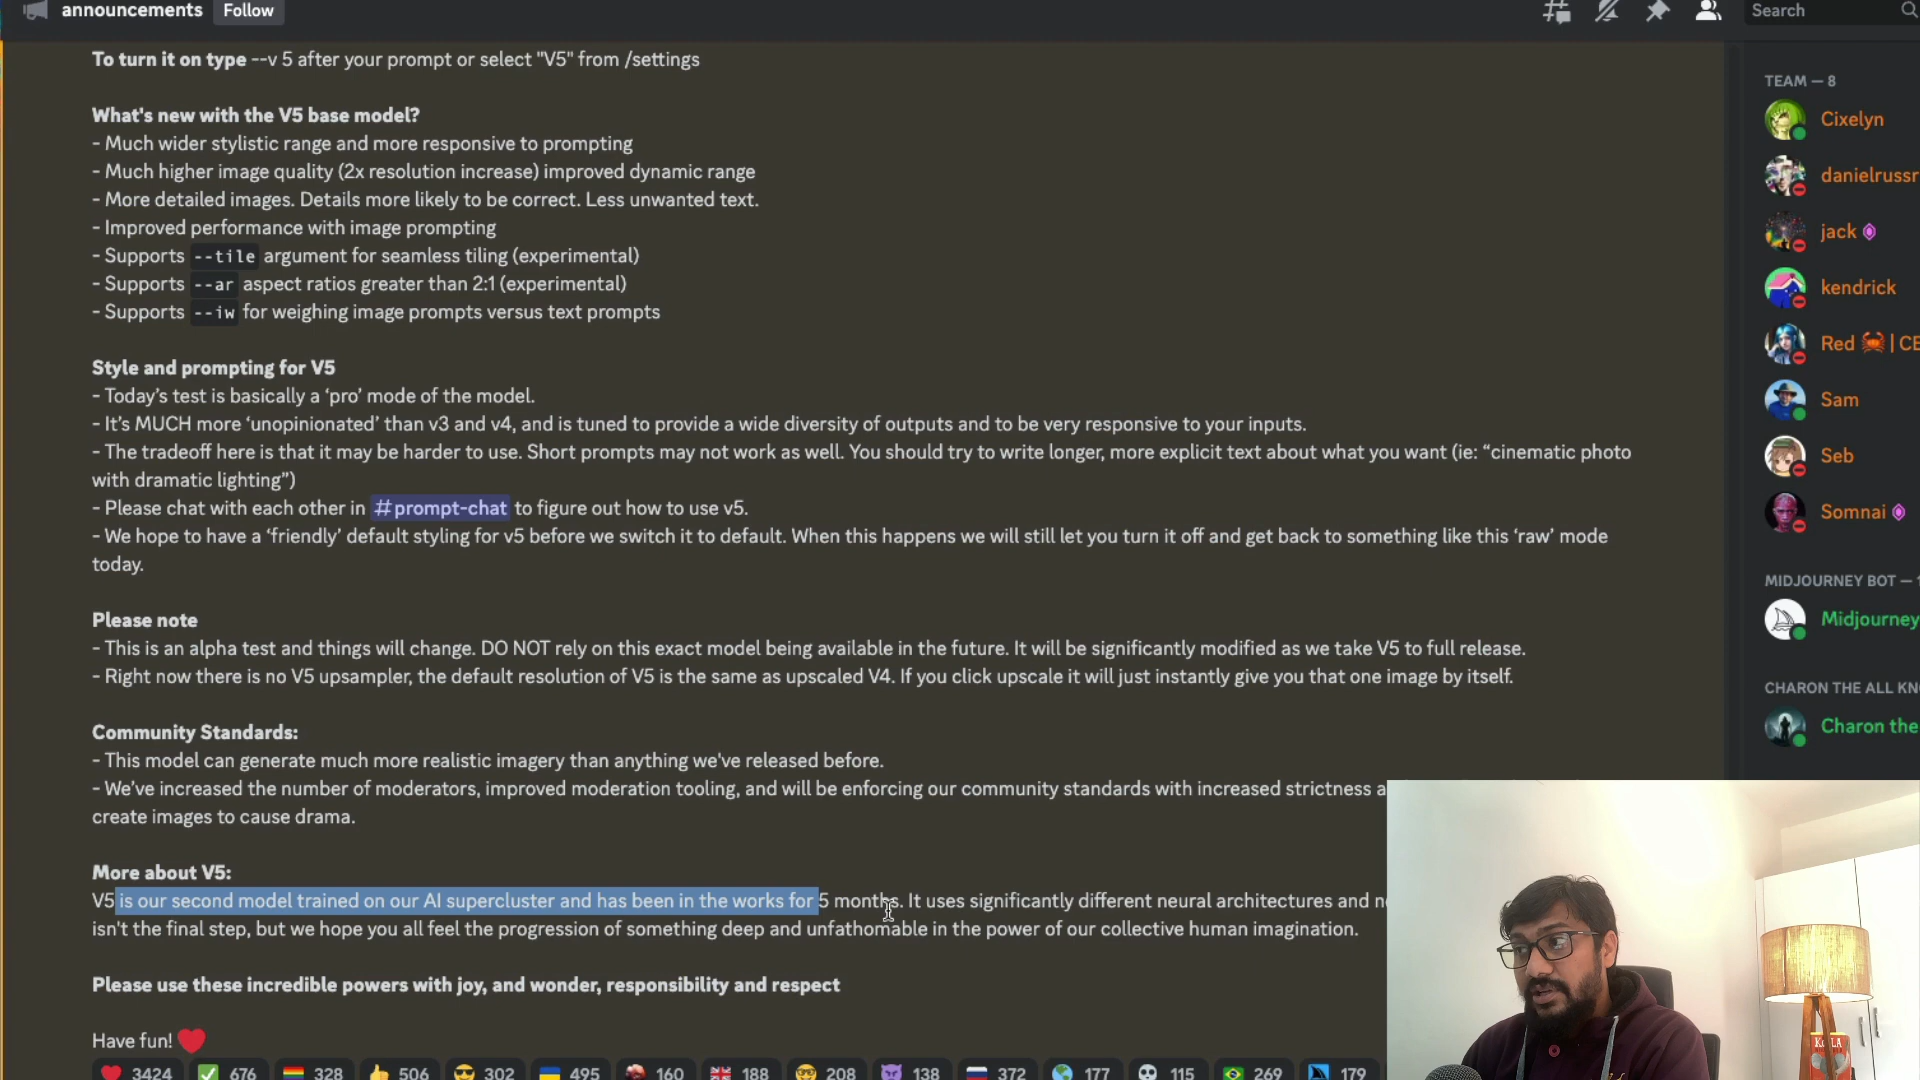 announcements Follow
Search
To turn it on type --v 5 after your prompt or select "V5" from /settings
What's new with the V5 base model?
- Much wider stylistic range and more responsive to prompting
- Much higher image quality (2x resolution increase) improved dynamic range
- More detailed images. Details more likely to be correct. Less unwanted text.
- Improved performance with image prompting
- Supports --tile argument for seamless tiling (experimental)
- Supports --ar aspect ratios greater than 2:1 (experimental)
- Supports --iw for weighing image prompts versus text prompts
Style and prompting for V5
- Today's test is basically a ‘pro’ mode of the model.
- It's MUCH more ‘unopinionated’ than v3 and v4, and is tuned to provide a wide diversity of outputs and to be very responsive to your inputs.
- The tradeoff here is that it may be harder to use. Short prompts may not work as well. You should try to write longer, more explicit text about what you want (ie: “cinematic photo
with dramatic lighting”)
- Please chat with each other in #prompt-chat to figure out how to use v5.
- We hope to have a ‘friendly’ default styling for v5 before we switch it to default. When this happens we will still let you turn it off and get back to something like this ‘raw’ mode
today.
Please note
- This is an alpha test and things will change. DO NOT rely on this exact model being available in the future. It will be significantly modified as we take V5 to full release.
- Right now there is no V5 upsampler, the default resolution of V5 is the same as upscaled V4. If you click upscale it will just instantly give you that one image by itself.
Community Standards:
- This model can generate much more realistic imagery than anything we've released before.
- We've increased the number of moderators, improved moderation tooling, and will be enforcing our community standards with increased strictness a
create images to cause drama.
More about V5:
V5 is our second model trained on our AI supercluster and has been in the works for 5 months. It uses significantly different neural architectures and
isn't the final step, but we hope you all feel the progression of something deep and unfathomable in the power of our collective human imagination.
Please use these incredible powers with joy, and wonder, responsibility and respect
Have fun!
3424 676 328 506 302 495 160 188 208 138 372 177 115 269 179
TEAM — 8
Cixelyn
danielrussr
jack
kendrick
Red | CE
Sam
Seb
Somnai
MIDJOURNEY BOT —
Midjourney
CHARON THE ALL KN
Charon the